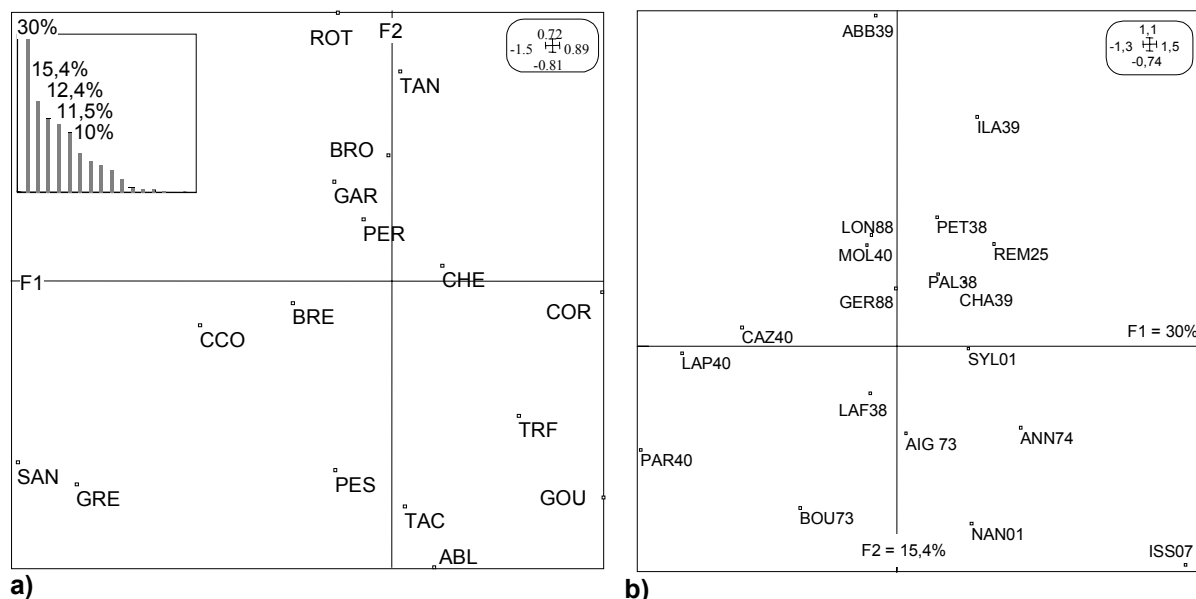 30%
15,4%
12,4%
11,5%
10%
ROT
F2
0.72
-1.5 0.89
-0.81
TAN
BRO
GAR
PER
F1
CHE
COR
BRE
CCO
TRF
SAN
GRE
PES
GOU
TAC
ABL
a)
ABB39
1,1
-1,3 1,5
-0,74
ILA39
LON88
PET38
MOL40
REM25
PAL38
GER88
CHA39
CAZ40
F1 = 30%
LAP40
SYL01
LAF38
AIG 73
ANN74
PAR40
BOU73
NAN01
F2 = 15,4%
ISS07
b)